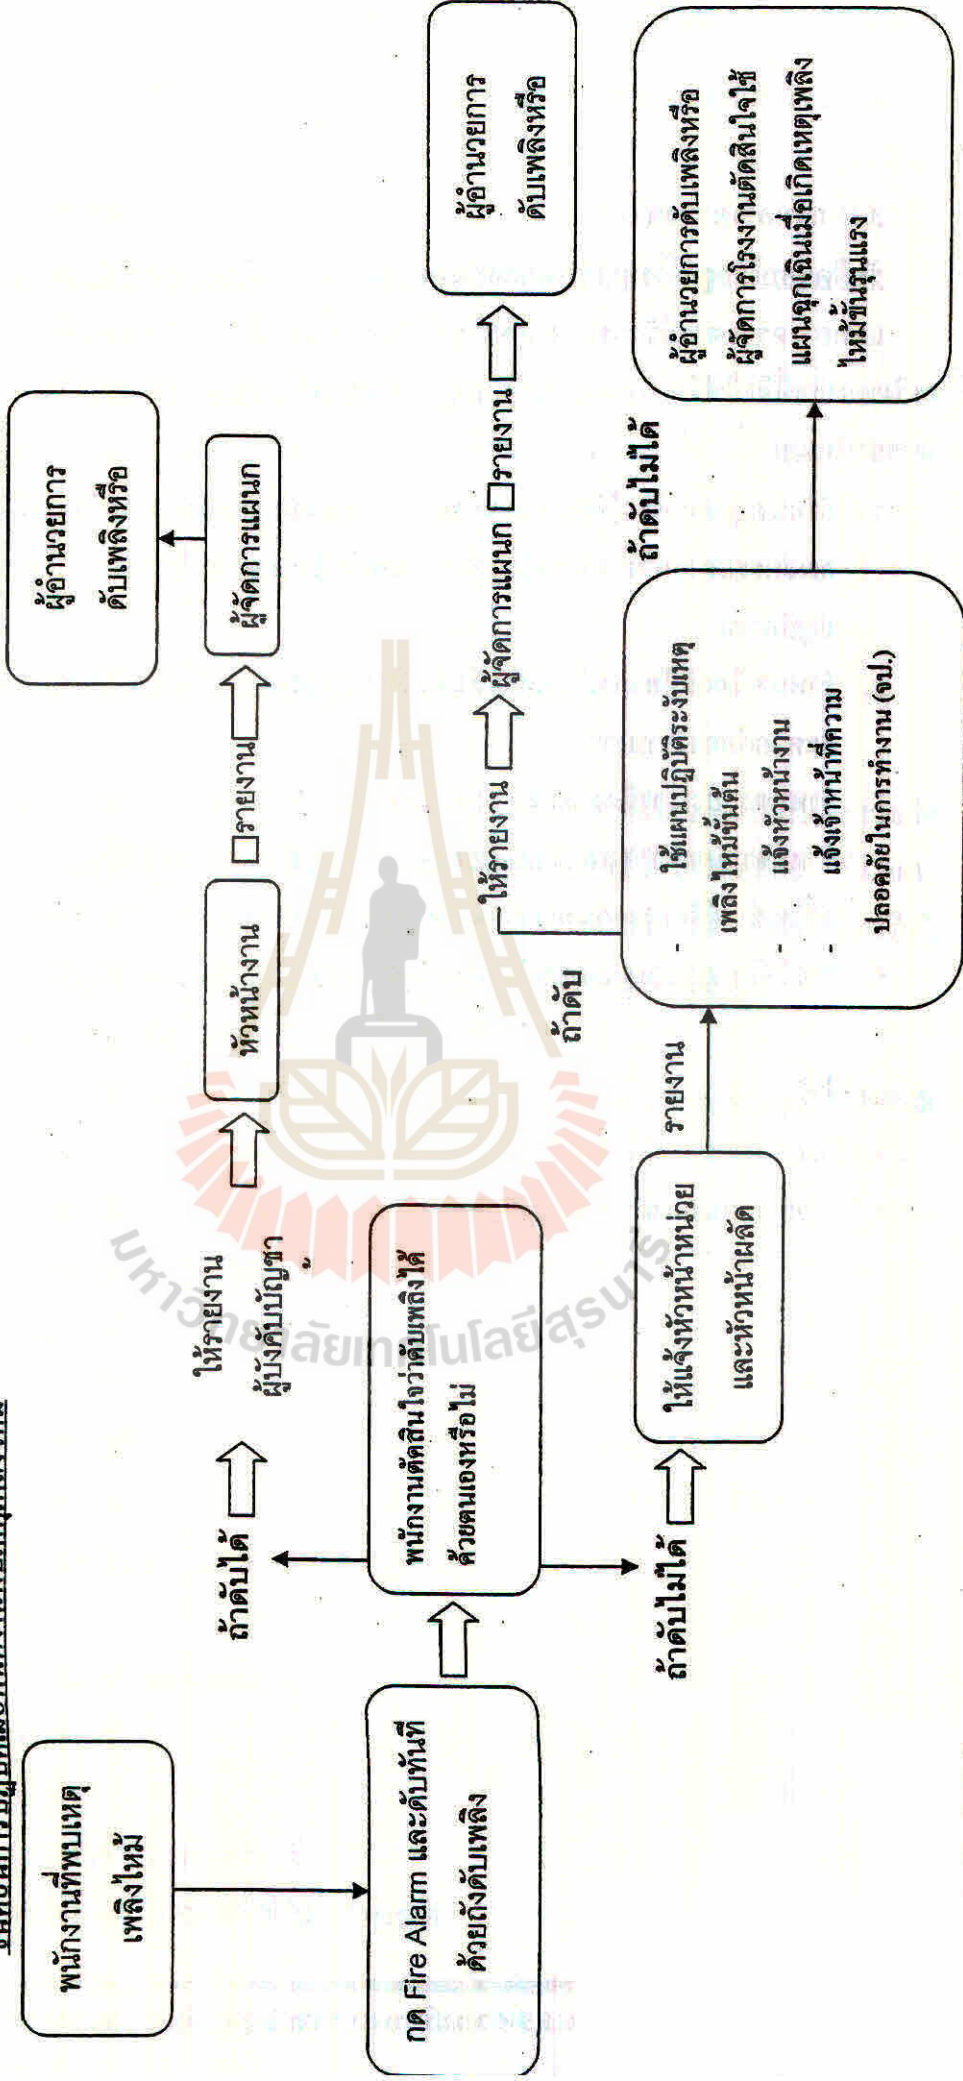 พนักงานที่พบเหตุ
เพลิงไหม้
กด Fire Alarm และดับทันที
ด้วยถังดับเพลิง
พนักงานตัดสินใจว่าดับเพลิงได้
ด้วยตนเองหรือไม่
ถ้าดับได้
ให้รายงาน
ผู้บังคับบัญชา
หัวหน้างาน
รายงาน
ผู้จัดการแผนก
ผู้อำนวยการ
ดับเพลิงหรือ
ถ้าดับไม่ได้
ให้แจ้งหัวหน้าหน่วย
และหัวหน้าผลัด
รายงาน
- ใช้แผนปฏิบัติระงับเหตุ
เพลิงไหม้ขั้นต้น
- แจ้งหัวหน้างาน
- แจ้งเจ้าหน้าที่ความ
ปลอดภัยในการทำงาน (จป.)
ถ้าดับ
ให้รายงาน
ผู้จัดการแผนก
รายงาน
ผู้อำนวยการ
ดับเพลิงหรือ
ถ้าดับไม่ได้
ผู้อำนวยการดับเพลิงหรือ
ผู้จัดการโรงงานตัดสินใจใช้
แผนฉุกเฉินเมื่อเกิดเหตุเพลิง
ไหม้ขั้นรุนแรง
มหาวิทยาลัยเทคโนโลยีสุรนารี